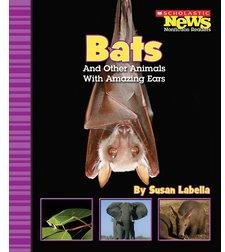 SCHOLASTIC
News
Nonfiction Readers
Bats
And Other Animals
With Amazing Ears
By Susan Labella